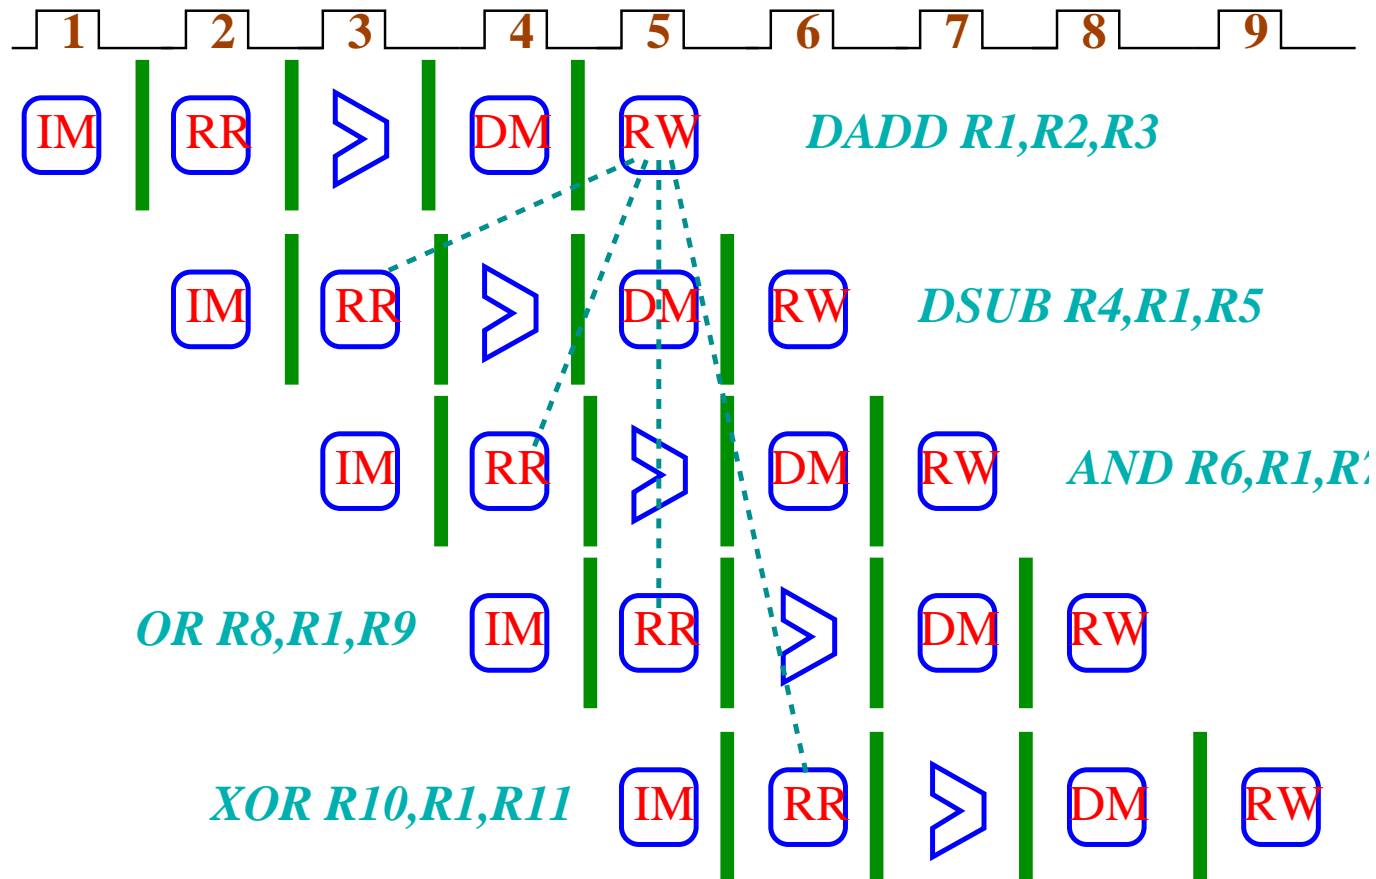 1 2 3 4 5 6 7 8 9
IM RR DM RW DADD R1,R2,R3
IM RR DM RW DSUB R4,R1,R5
IM RR DM RW AND R6,R1,
OR R8,R1,R9 IM RR DM RW
XOR R10,R1,R11 IM RR DM RW